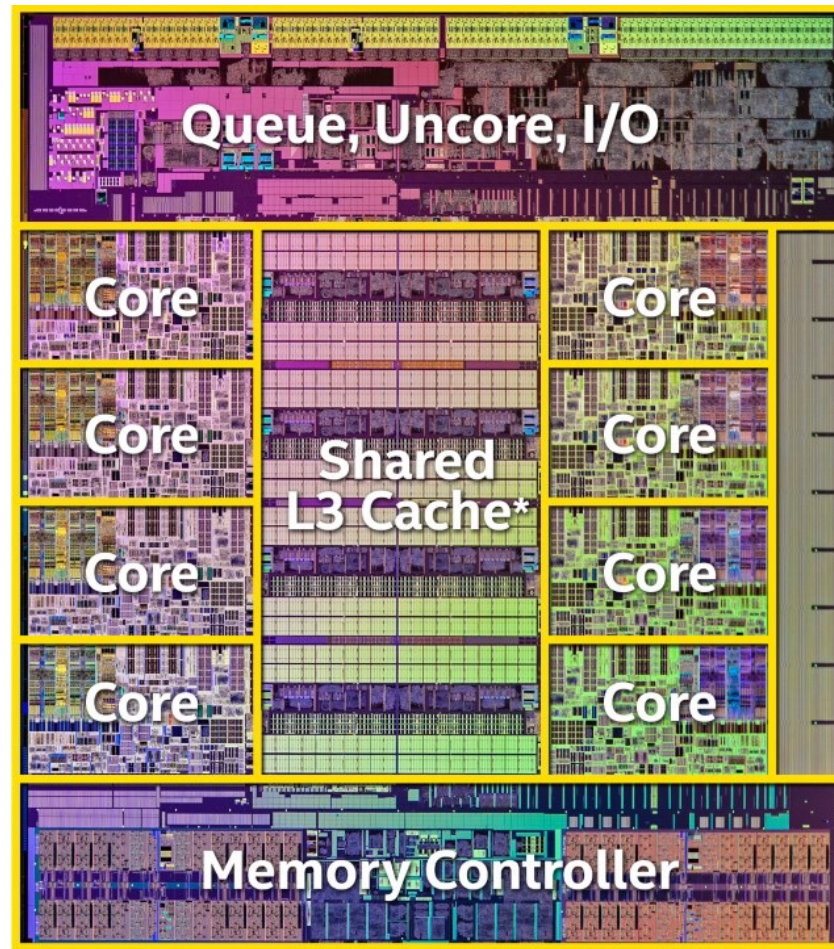 Queue, Uncore, I/O
Core
Core
Core
Core
Shared
L3 Cache*
Core
Core
Core
Core
Memory Controller